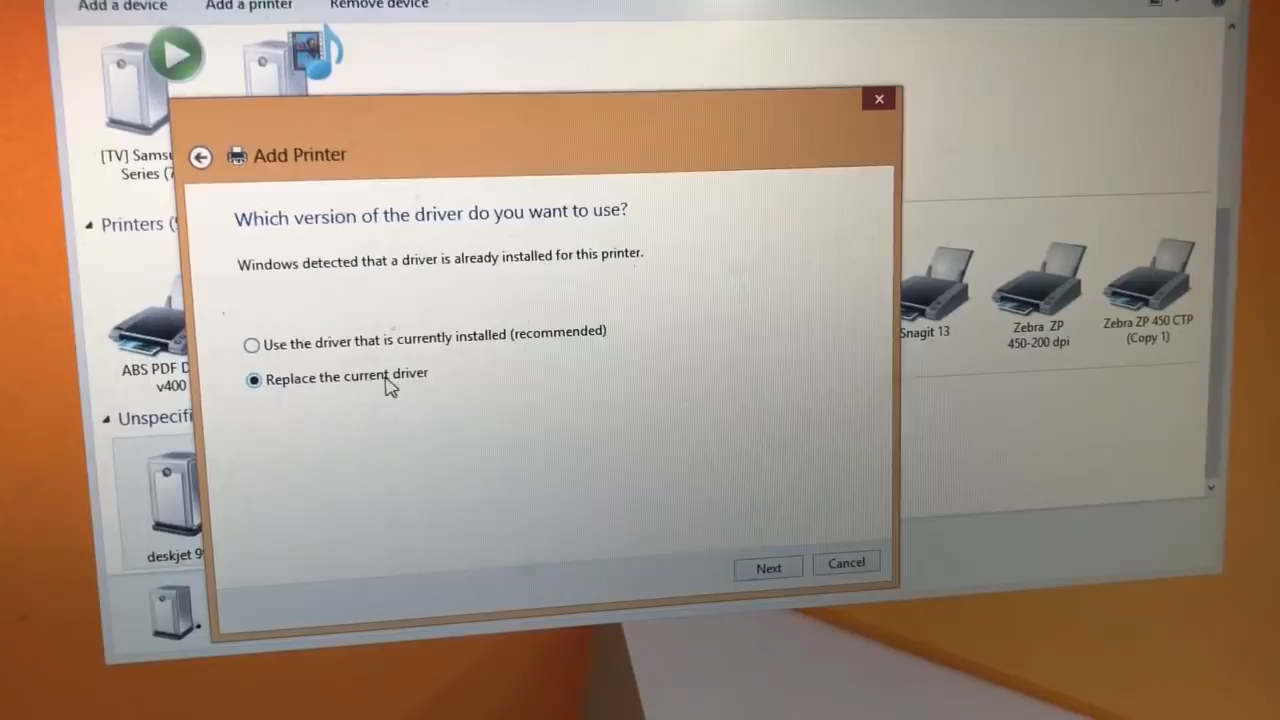 Add a device
Add a printer
Remove device
[TV] Sams
Series
Add Printer
Which version of the driver do you want to use?
Windows detected that a driver is already installed for this printer.
Printers
Use the driver that is currently installed (recommended)
Replace the current driver
Snagit 13
Zebra ZP
450-200 dpi
Zebra ZP 450 CTP
(Copy 1)
ABS PDF D
v400
Unspecifi
deskjet 9
Next
Cancel